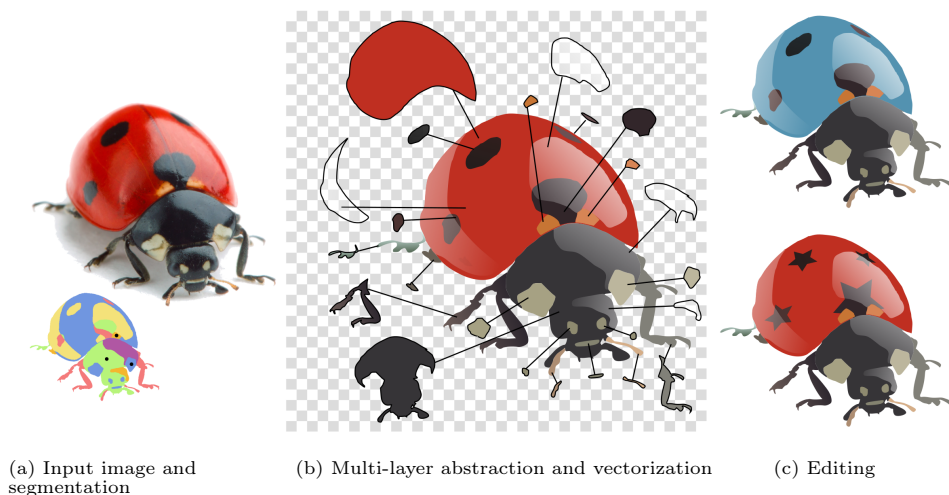 (a) Input image and
segmentation
(b) Multi-layer abstraction and vectorization
(c) Editing